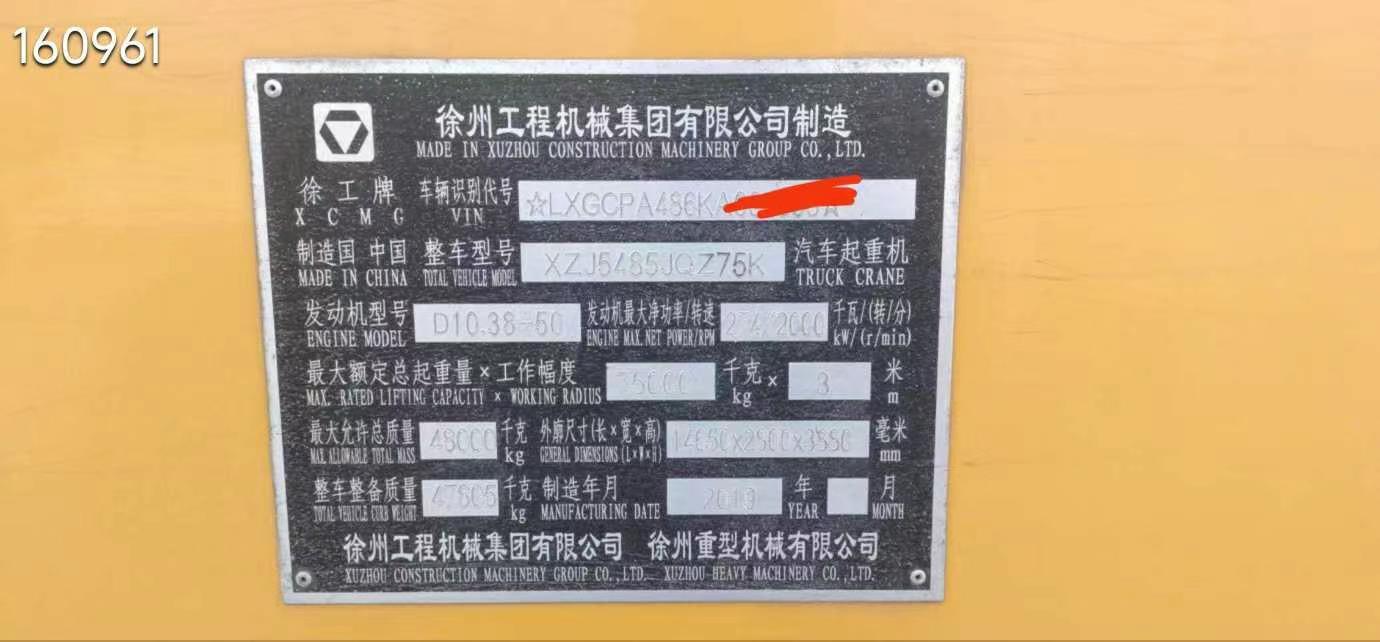 160961
徐州工程机械集团有限公司制造
MADE IN XUZHOU CONSTRUCTION MACHINERY GROUP CO.,LTD.
徐工牌 车辆识别代号 ☆LXGCPA486KA
X C M G VIN
制造国 中国 整车型号 XZJ5485JQZ75K 汽车起重机
MADE IN CHINA TOTAL VEHICLE MODEL TRUCK CRANE
发动机型号 D10.38-50 发动机最大净功率/转速 274/2000 千瓦/(转/分)
ENGINE MODEL ENGINE MAX.NET POWER/RPM kW/(r/min)
最大额定总起重量×工作幅度 75000 千克 × 3 米
MAX. RATED LIFTING CAPACITY × WORKING RADIUS kg m
最大允许总质量 48000 千克 外廓尺寸(长×宽×高) 14650x2500x3550 毫米
MAX. ALLOWABLE TOTAL MASS kg GENERAL DIMENSIONS (L×W×H) mm
整车整备质量 47805 千克 制造年月 2019 年 月
TOTAL VEHICLE CURB WEIGHT kg MANUFACTURING DATE YEAR MONTH
徐州工程机械集团有限公司 徐州重型机械有限公司
XUZHOU CONSTRUCTION MACHINERY GROUP CO.,LTD. XUZHOU HEAVY MACHINERY CO.,LTD.